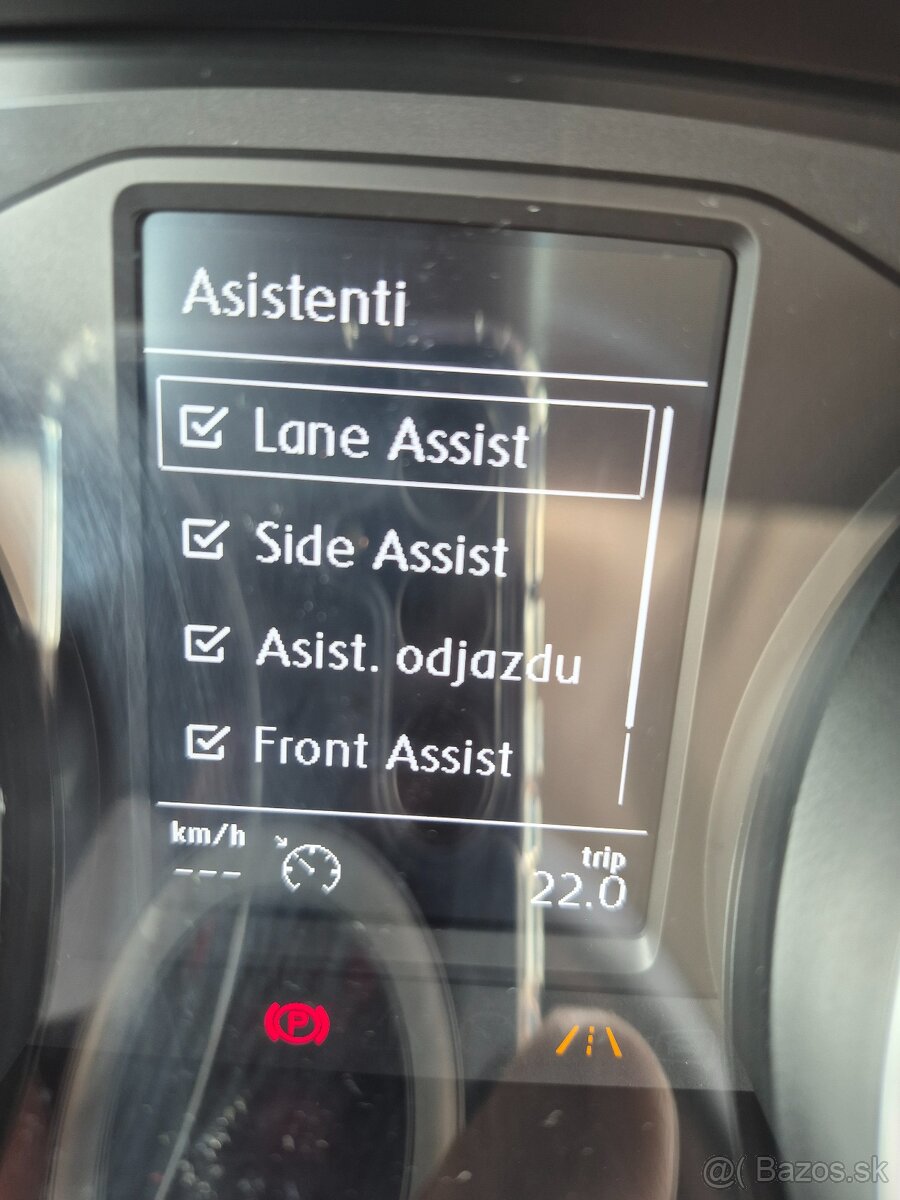 Asistenti
Lane Assist
Side Assist
Asist. odjazdu
Front Assist
km/h
---
trip
22.0
P
@( Bazos.sk